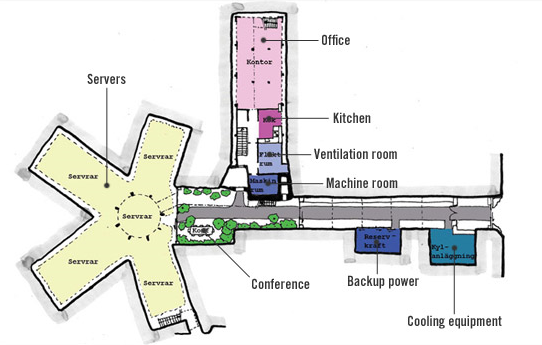 Office
Kontor
Servers
Kök
Kitchen
Servrar
Fläkt
rum
Ventilation room
Servrar
Maskin
rum
Machine room
Servrar
Konf
Reserv-
kraft
Kyl-
anläggning
Servrar
Servrar
Conference
Backup power
Cooling equipment